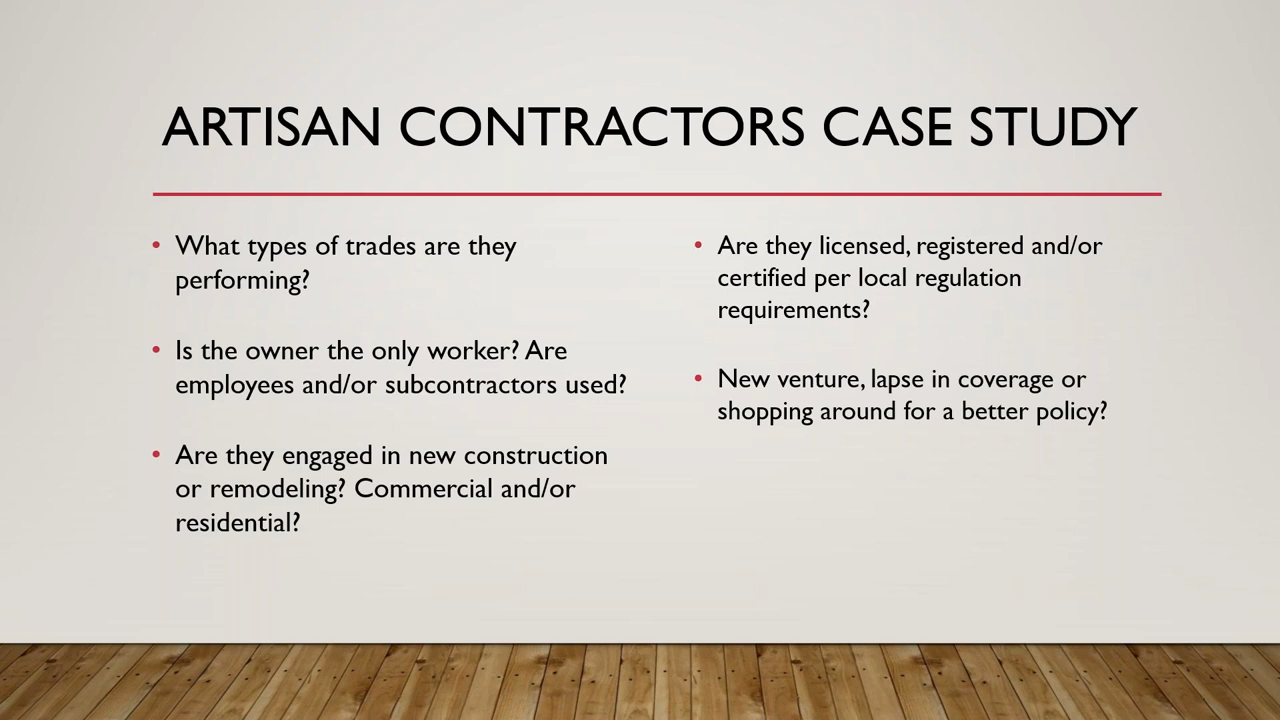 ARTISAN CONTRACTORS CASE STUDY
• What types of trades are they
performing?
• Is the owner the only worker? Are
employees and/or subcontractors used?
• Are they engaged in new construction
or remodeling? Commercial and/or
residential?
• Are they licensed, registered and/or
certified per local regulation
requirements?
• New venture, lapse in coverage or
shopping around for a better policy?